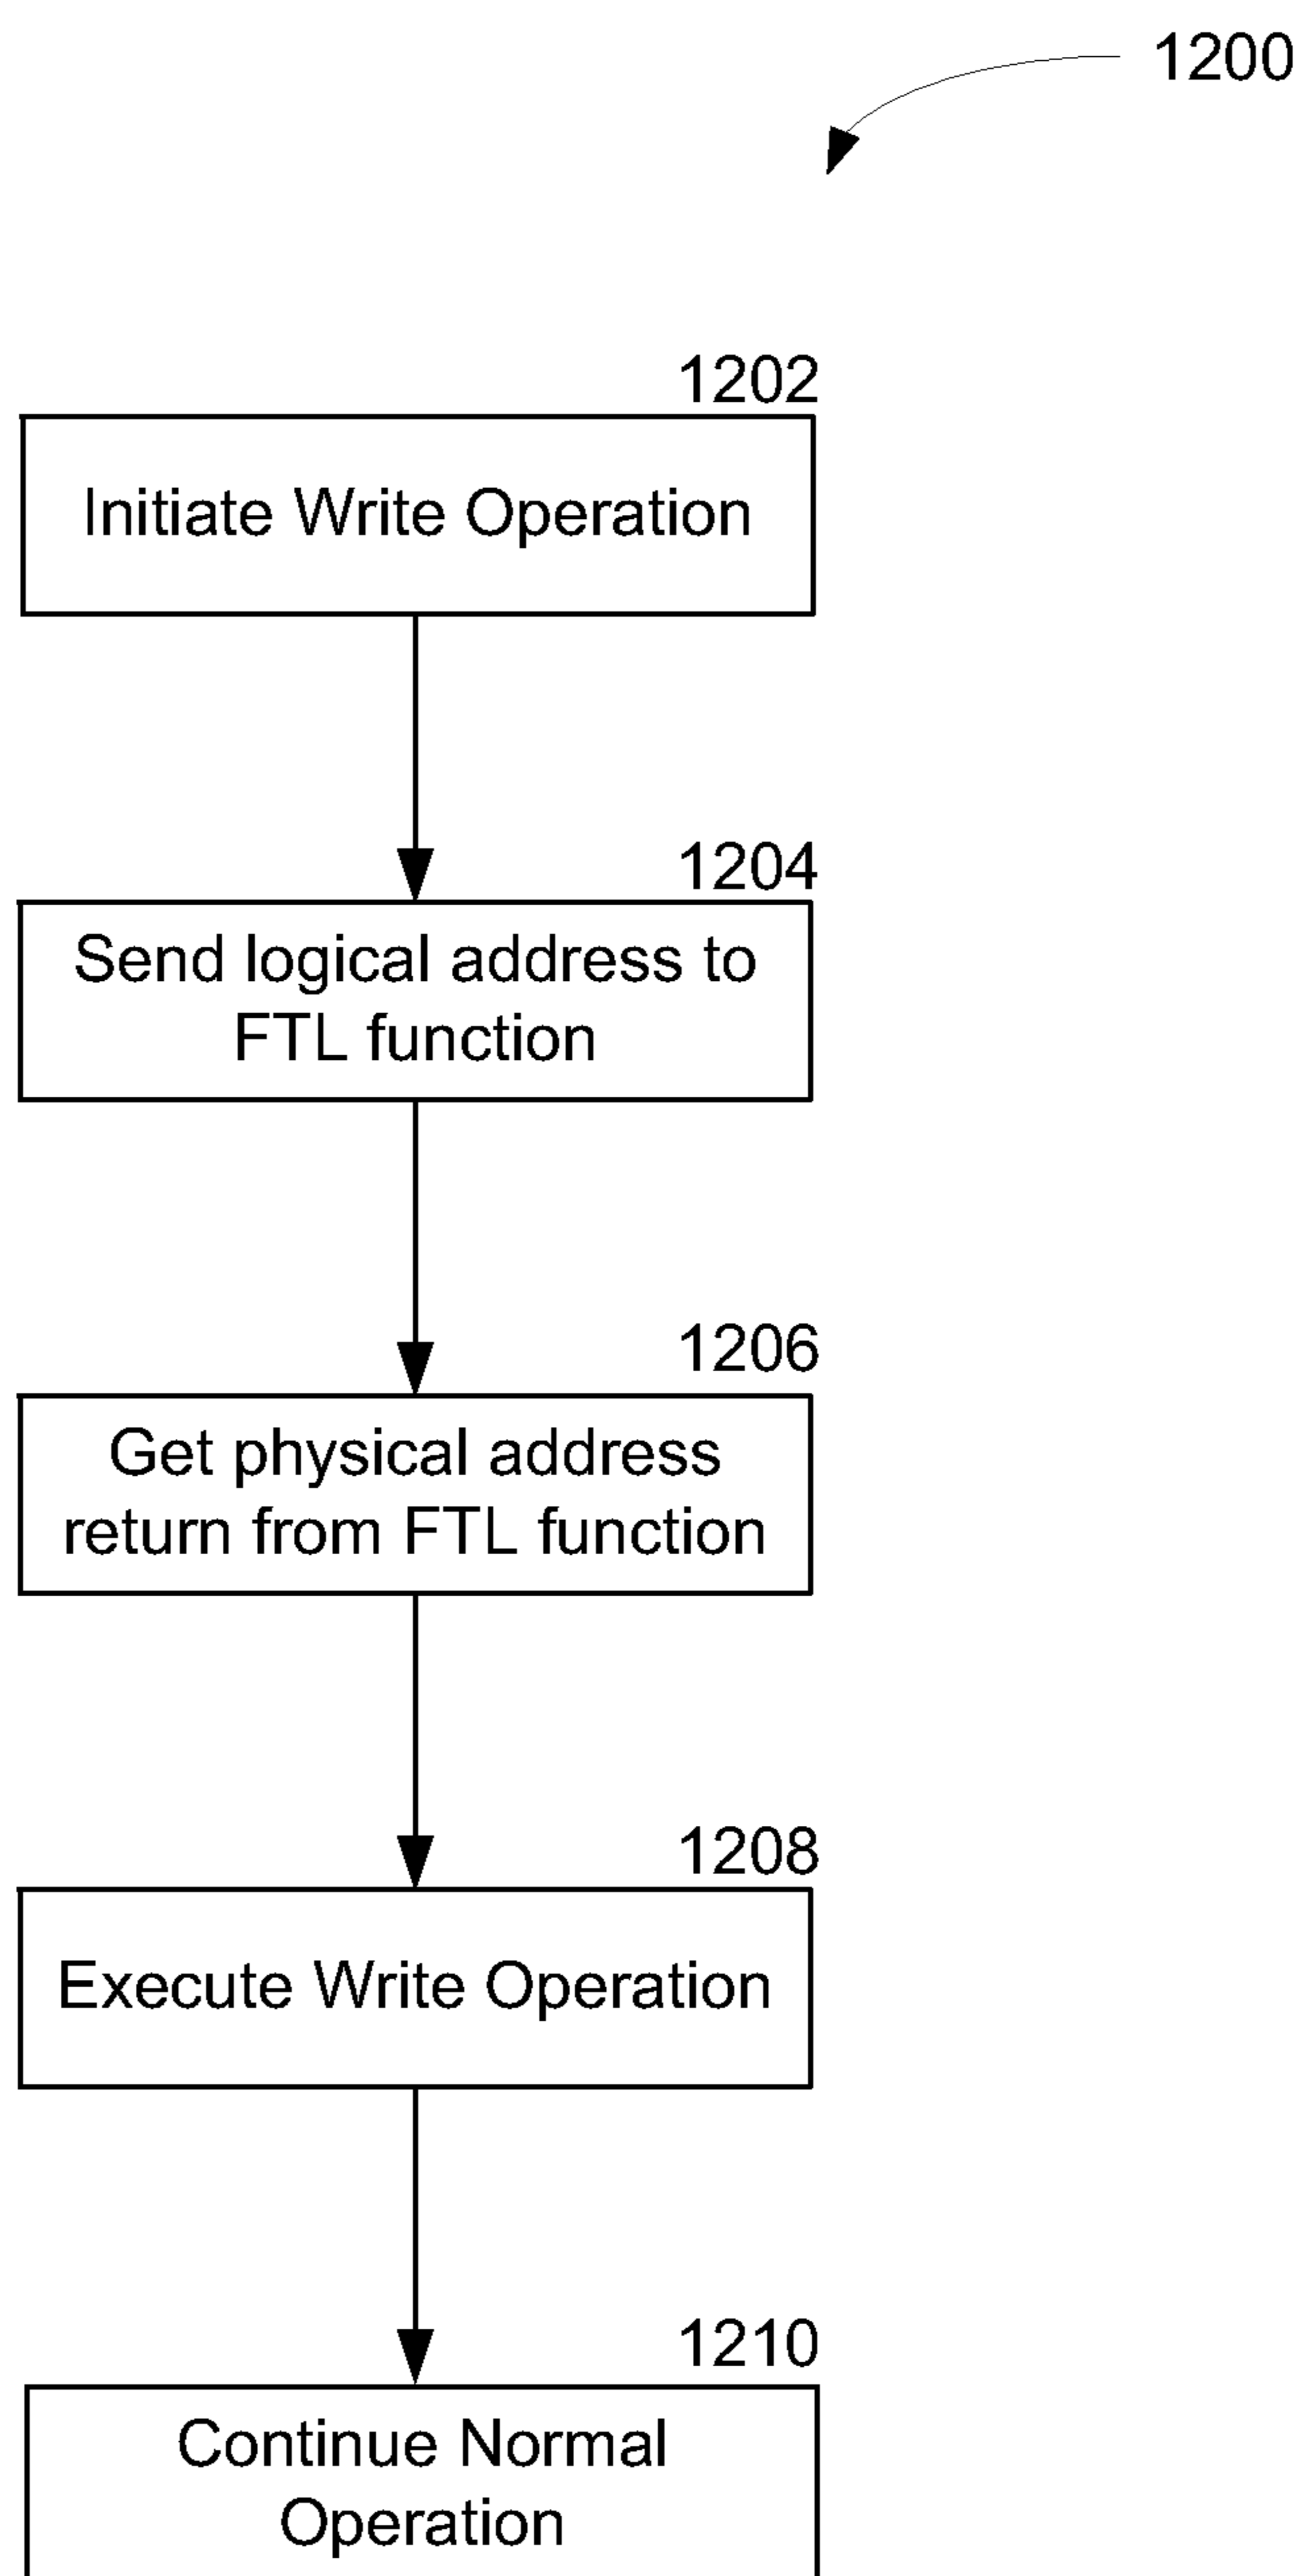 1200
1202
Initiate Write Operation
1204
Send logical address to
FTL function
1206
Get physical address
return from FTL function
1208
Execute Write Operation
1210
Continue Normal
Operation